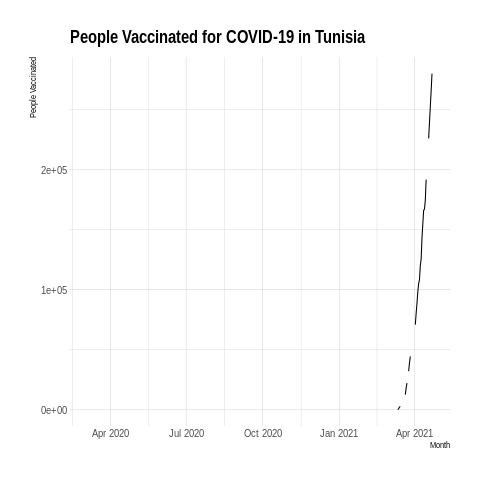 People Vaccinated for COVID-19 in Tunisia
People Vaccinated
2e+05
1e+05
0e+00
Apr 2020 Jul 2020 Oct 2020 Jan 2021 Apr 2021
Month